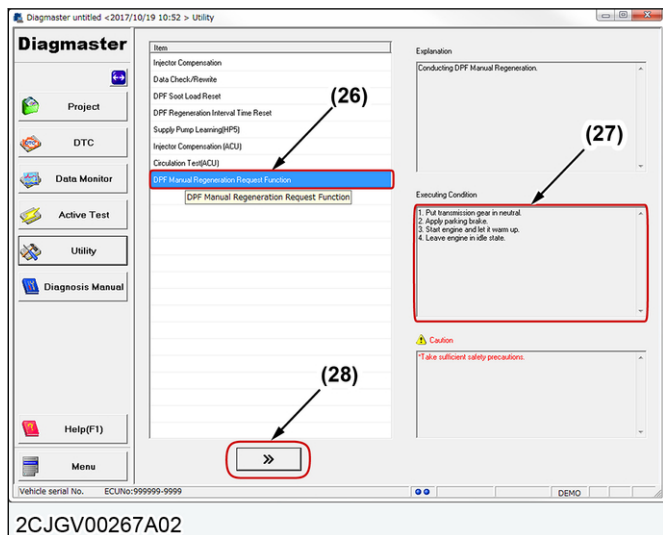 Diagmaster untitled <2017/10/19 10:52 > Utility
Diagmaster
Project
DTC
Data Monitor
Active Test
Utility
Diagnosis Manual
Help(F1)
Menu
Item
Injector Compensation
Data Check/Rewrite
DPF Soot Load Reset
DPF Regeneration Interval Time Reset
Supply Pump Learning(HP5)
Injector Compensation (ACU)
Circulation Test(ACU)
DPF Manual Regeneration Request Function
DPF Manual Regeneration Request Function
(26)
(28)
»
Explanation
Conducting DPF Manual Regeneration.
(27)
Executing Condition
1. Put transmission gear in neutral.
2. Apply parking brake.
3. Start engine and let it warm up.
4. Leave engine in idle state.
Caution
*Take sufficient safety precautions.
Vehicle serial No. ECUNo:999999-9999
DEMO
2CJGV00267A02